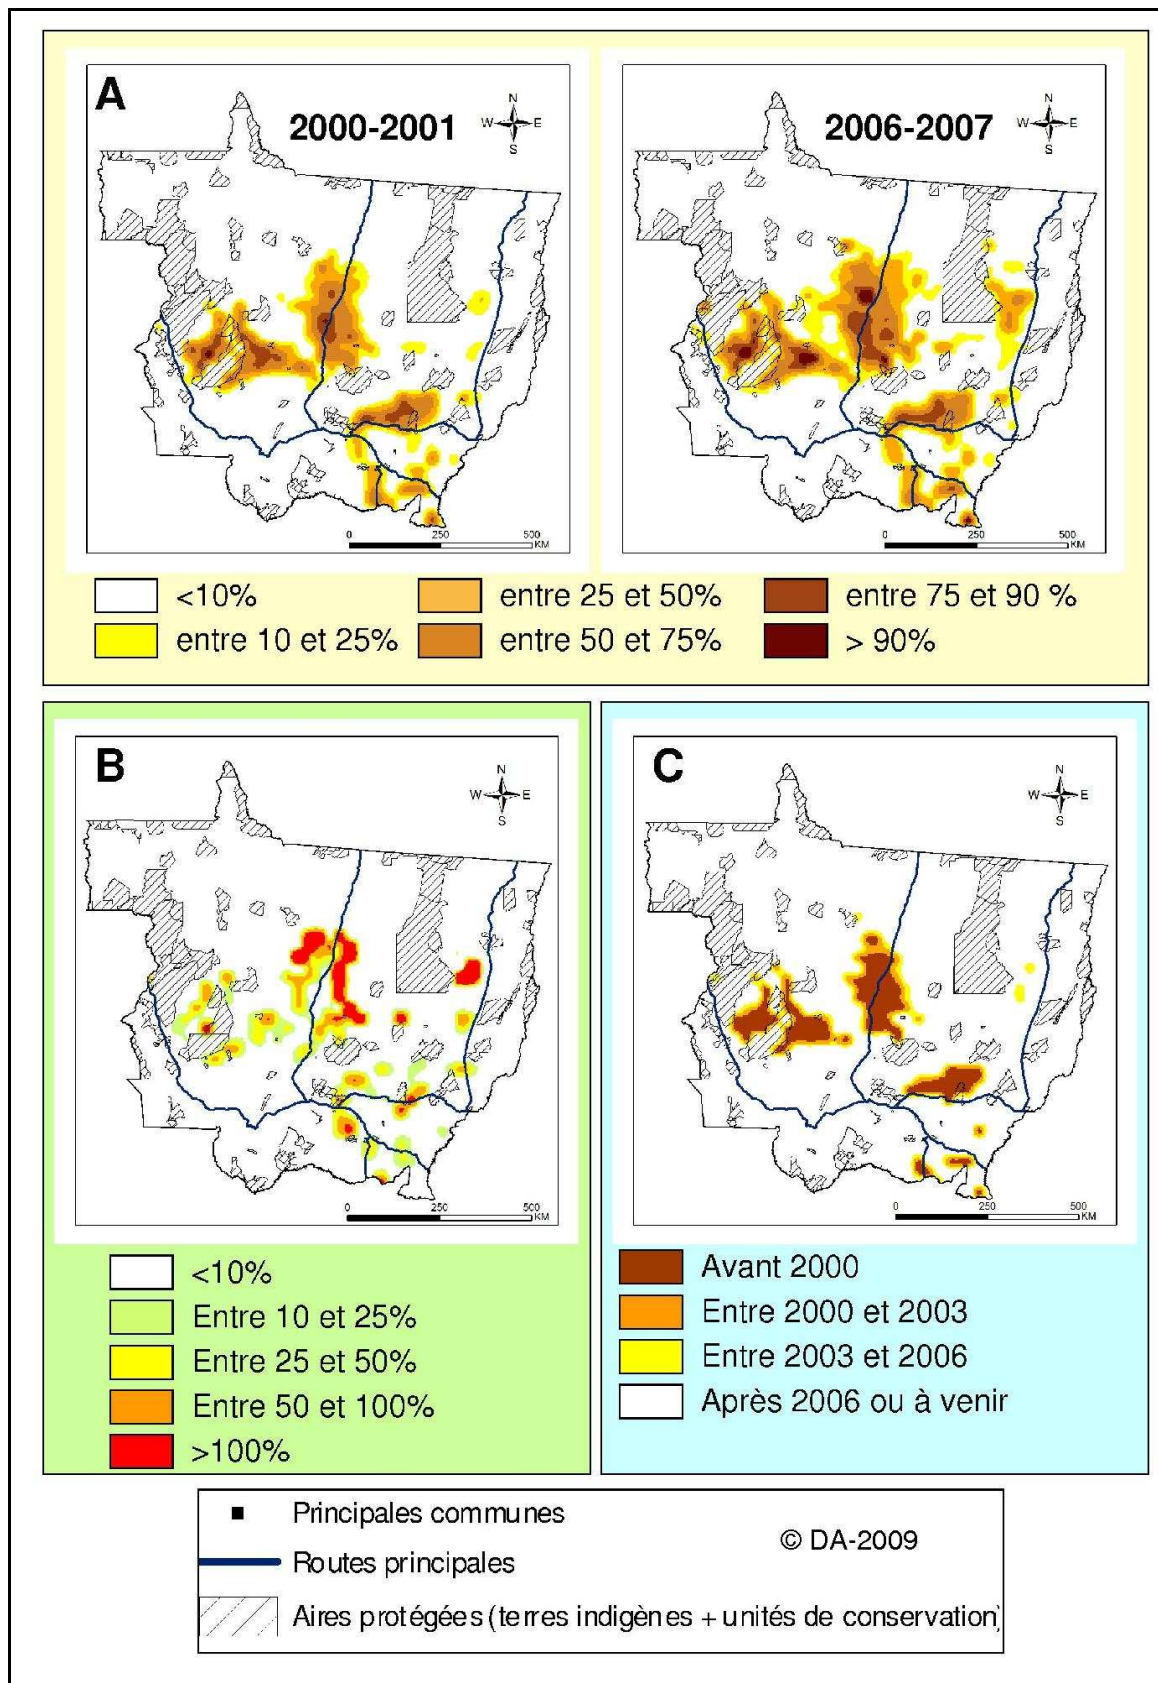 A
2000-2001
N
W E
S
0 250 500
KM
2006-2007
N
W E
S
0 250 500
KM
<10%
entre 25 et 50%
entre 75 et 90 %
entre 10 et 25%
entre 50 et 75%
> 90%
B
N
W E
S
0 250 500
KM
<10%
Entre 10 et 25%
Entre 25 et 50%
Entre 50 et 100%
>100%
C
N
W E
S
0 250 500
KM
Avant 2000
Entre 2000 et 2003
Entre 2003 et 2006
Après 2006 ou à venir
Principales communes
© DA-2009
Routes principales
Aires protégées (terres indigènes + unités de conservation)